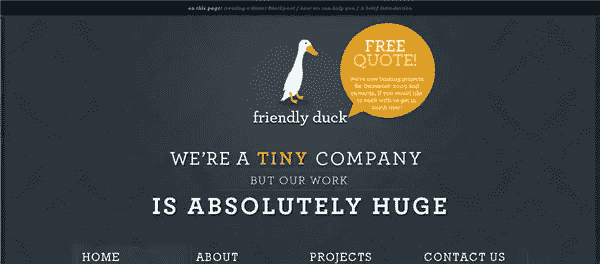 on this page: creating a Heavy Blackspot / how we can help you / a brief introduction
FREE
QUOTE!
We're now booking projects
for December 2009 and
onwards, if you would like
to work with us get in
touch now!
friendly duck
WE'RE A TINY COMPANY
BUT OUR WORK
IS ABSOLUTELY HUGE
HOME ABOUT PROJECTS CONTACT US